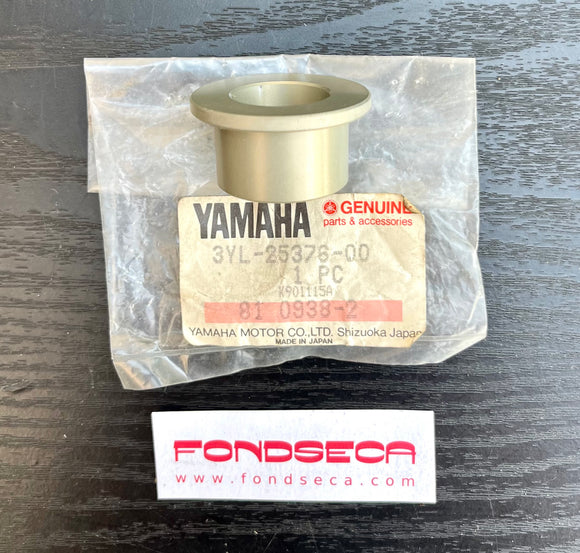 YAMAHA GENUINE
parts & accessories
3YL-25376-00
1 PC
K901115A
81 0938-2
YAMAHA MOTOR CO.,LTD. Shizuoka Japan
MADE IN JAPAN
FONDSECA
www.fondseca.com